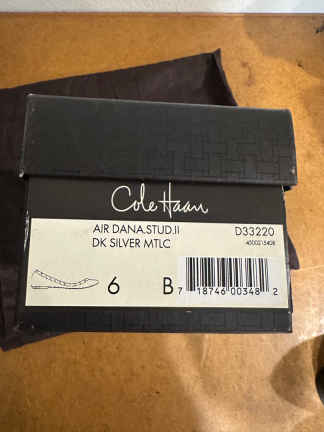 Cole Haan
AIR DANA.STUD.II D33220
DK SILVER MTLC
6 B
7 18746 00348 2